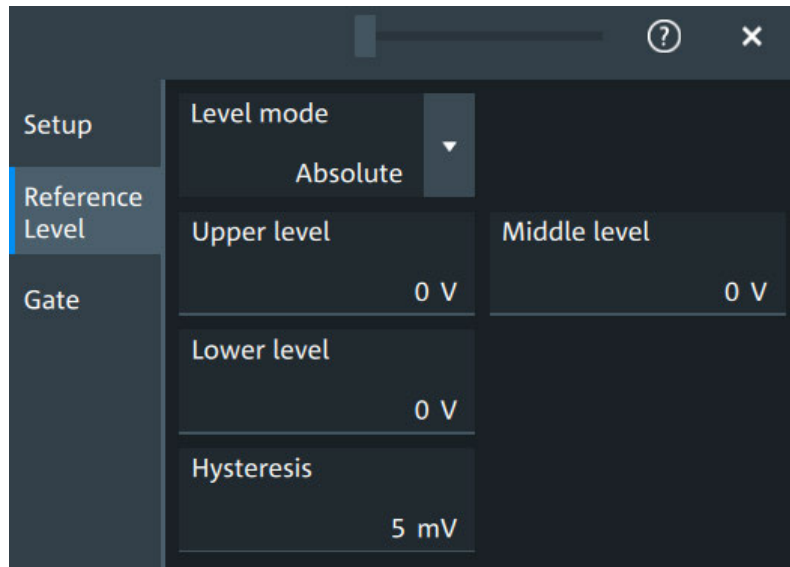 ?
Setup
Reference
Level
Gate
Level mode
Absolute
Upper level
0 V
Middle level
0 V
Lower level
0 V
Hysteresis
5 mV